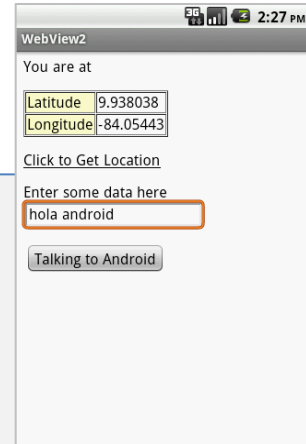 3G 2:27 PM
WebView2
You are at
Latitude 9.938038
Longitude -84.05443
Click to Get Location
Enter some data here
hola android
Talking to Android